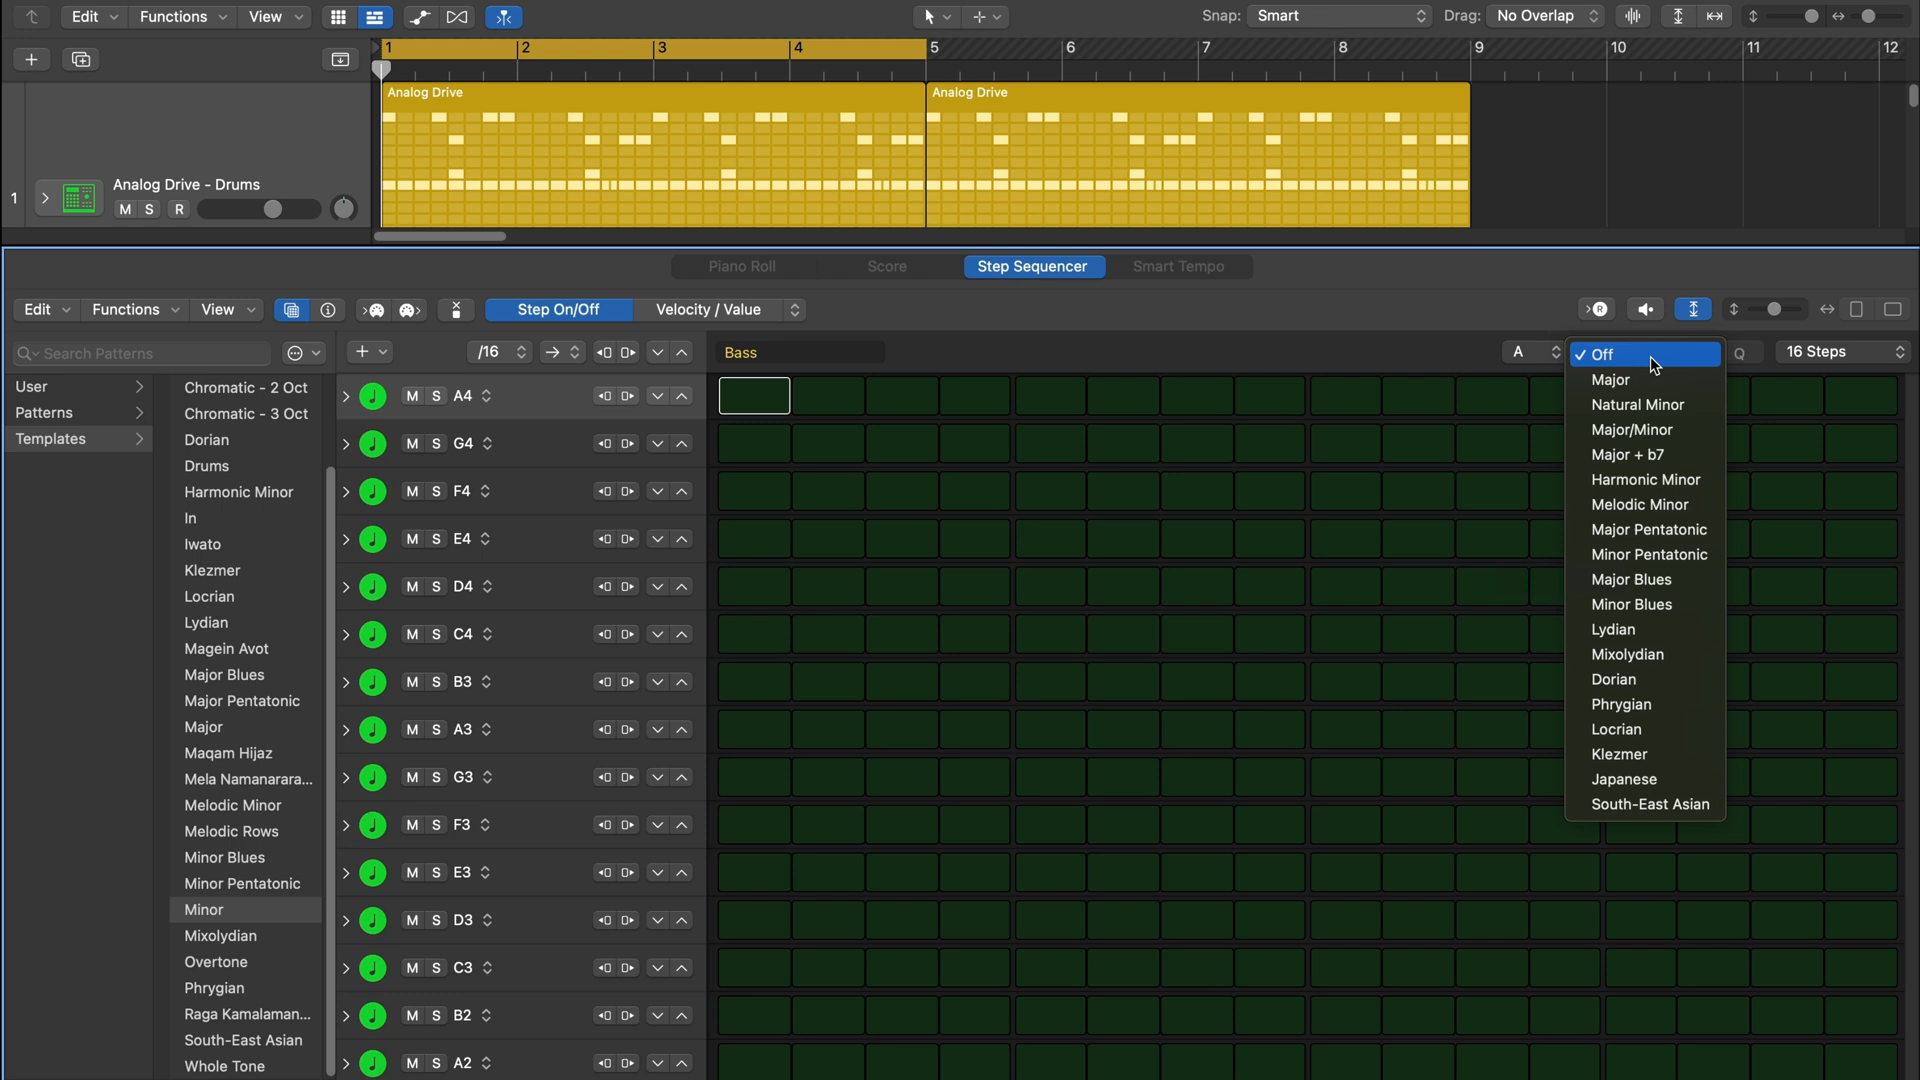 Edit Functions View Snap: Smart Drag: No Overlap
1 2 3 4 5 6 7 8 9 10 11 12
Analog Drive Analog Drive
1 Analog Drive - Drums
M S R
Piano Roll Score Step Sequencer Smart Tempo
Edit Functions View Step On/Off Velocity / Value R
Search Patterns /16 Bass A Q 16 Steps
User
Patterns
Templates
Chromatic - 2 Oct
Chromatic - 3 Oct
Dorian
Drums
Harmonic Minor
In
Iwato
Klezmer
Locrian
Lydian
Magein Avot
Major Blues
Major Pentatonic
Major
Maqam Hijaz
Mela Namanarara...
Melodic Minor
Melodic Rows
Minor Blues
Minor Pentatonic
Minor
Mixolydian
Overtone
Phrygian
Raga Kamalaman...
South-East Asian
Whole Tone
M S A4
M S G4
M S F4
M S E4
M S D4
M S C4
M S B3
M S A3
M S G3
M S F3
M S E3
M S D3
M S C3
M S B2
M S A2
Off
Major
Natural Minor
Major/Minor
Major + b7
Harmonic Minor
Melodic Minor
Major Pentatonic
Minor Pentatonic
Major Blues
Minor Blues
Lydian
Mixolydian
Dorian
Phrygian
Locrian
Klezmer
Japanese
South-East Asian